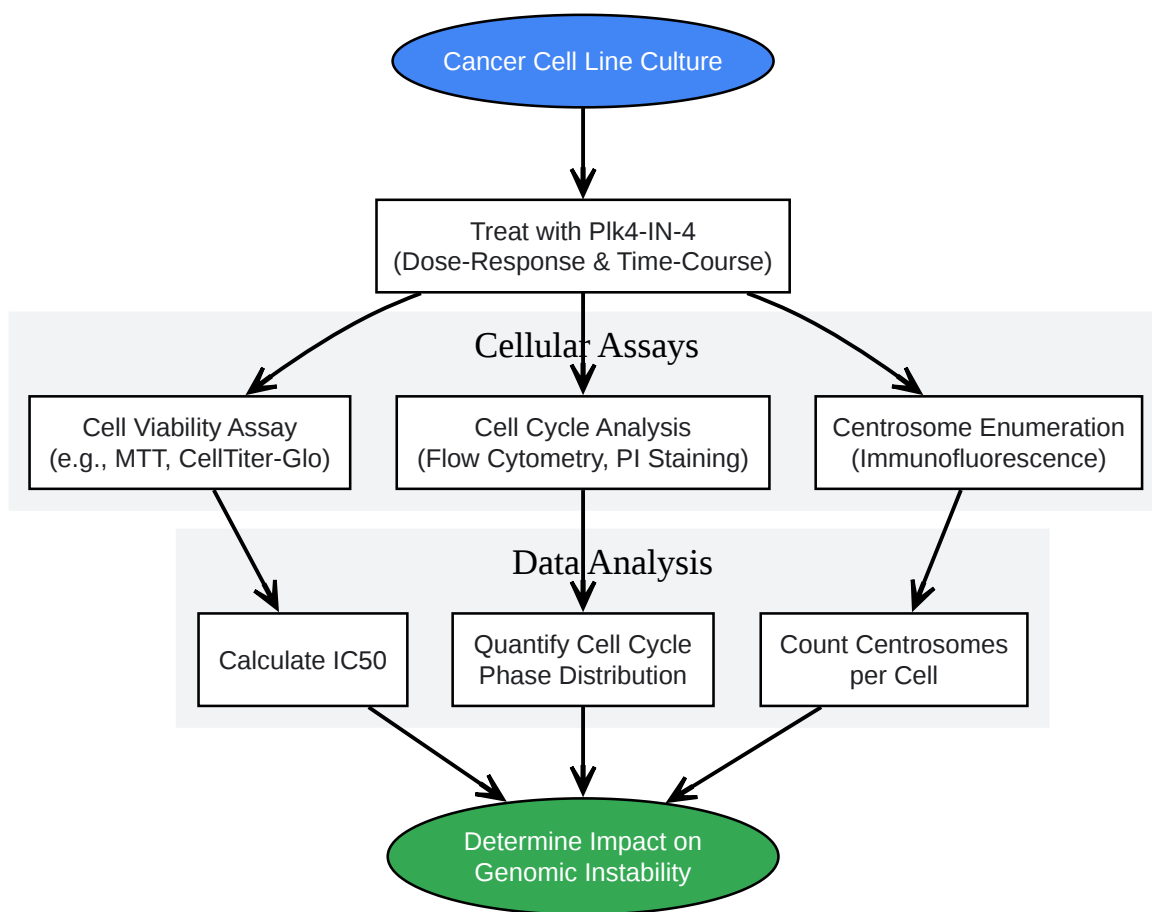 Cancer Cell Line Culture
Treat with Plk4-IN-4
(Dose-Response & Time-Course)
Cellular Assays
Cell Viability Assay
(e.g., MTT, CellTiter-Glo)
Cell Cycle Analysis
(Flow Cytometry, PI Staining)
Centrosome Enumeration
(Immunofluorescence)
Data Analysis
Calculate IC50
Quantify Cell Cycle
Phase Distribution
Count Centrosomes
per Cell
Determine Impact on
Genomic Instability